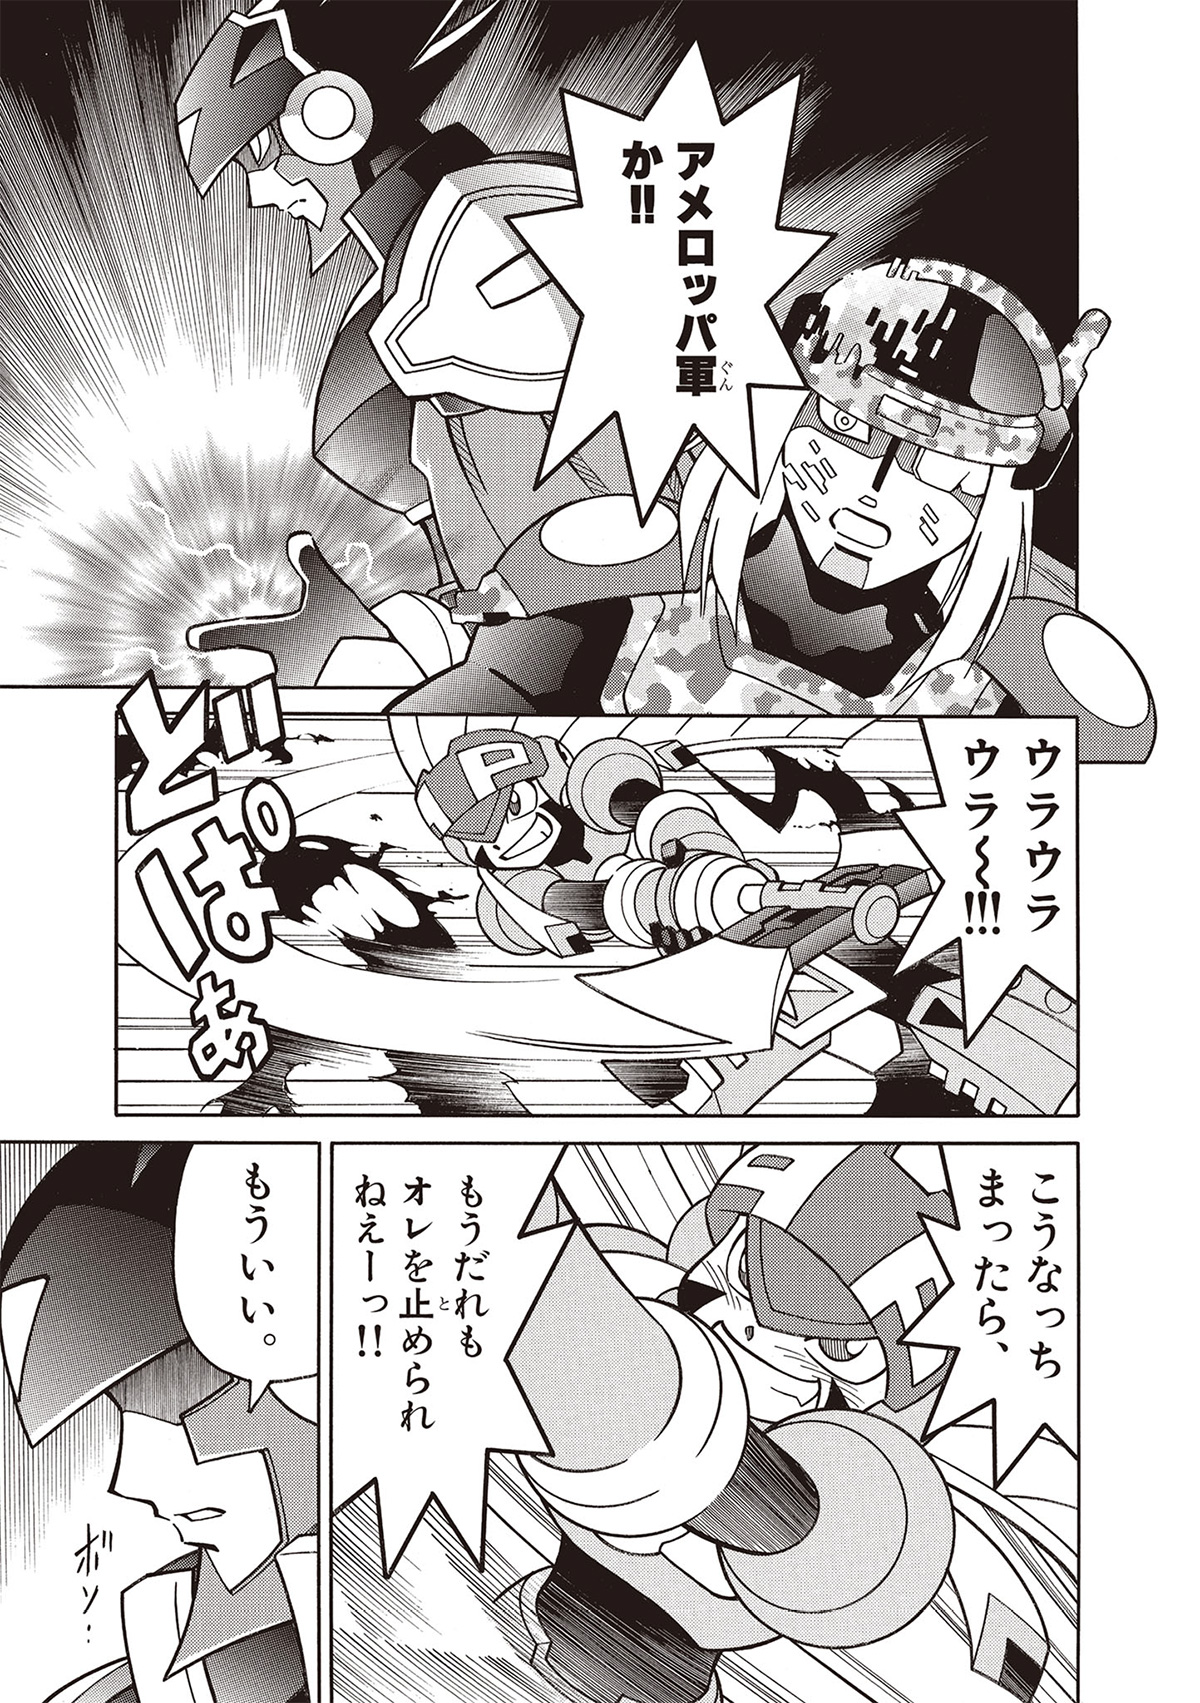 アメロッパ軍
ぐん
か!!
ウラウラ
ウラ〜!!!
どぱぁ
P
こうなっち
まったら、
もうだれも
オレを止められ
と
ねえーっ!!
もういい。
ボソ…